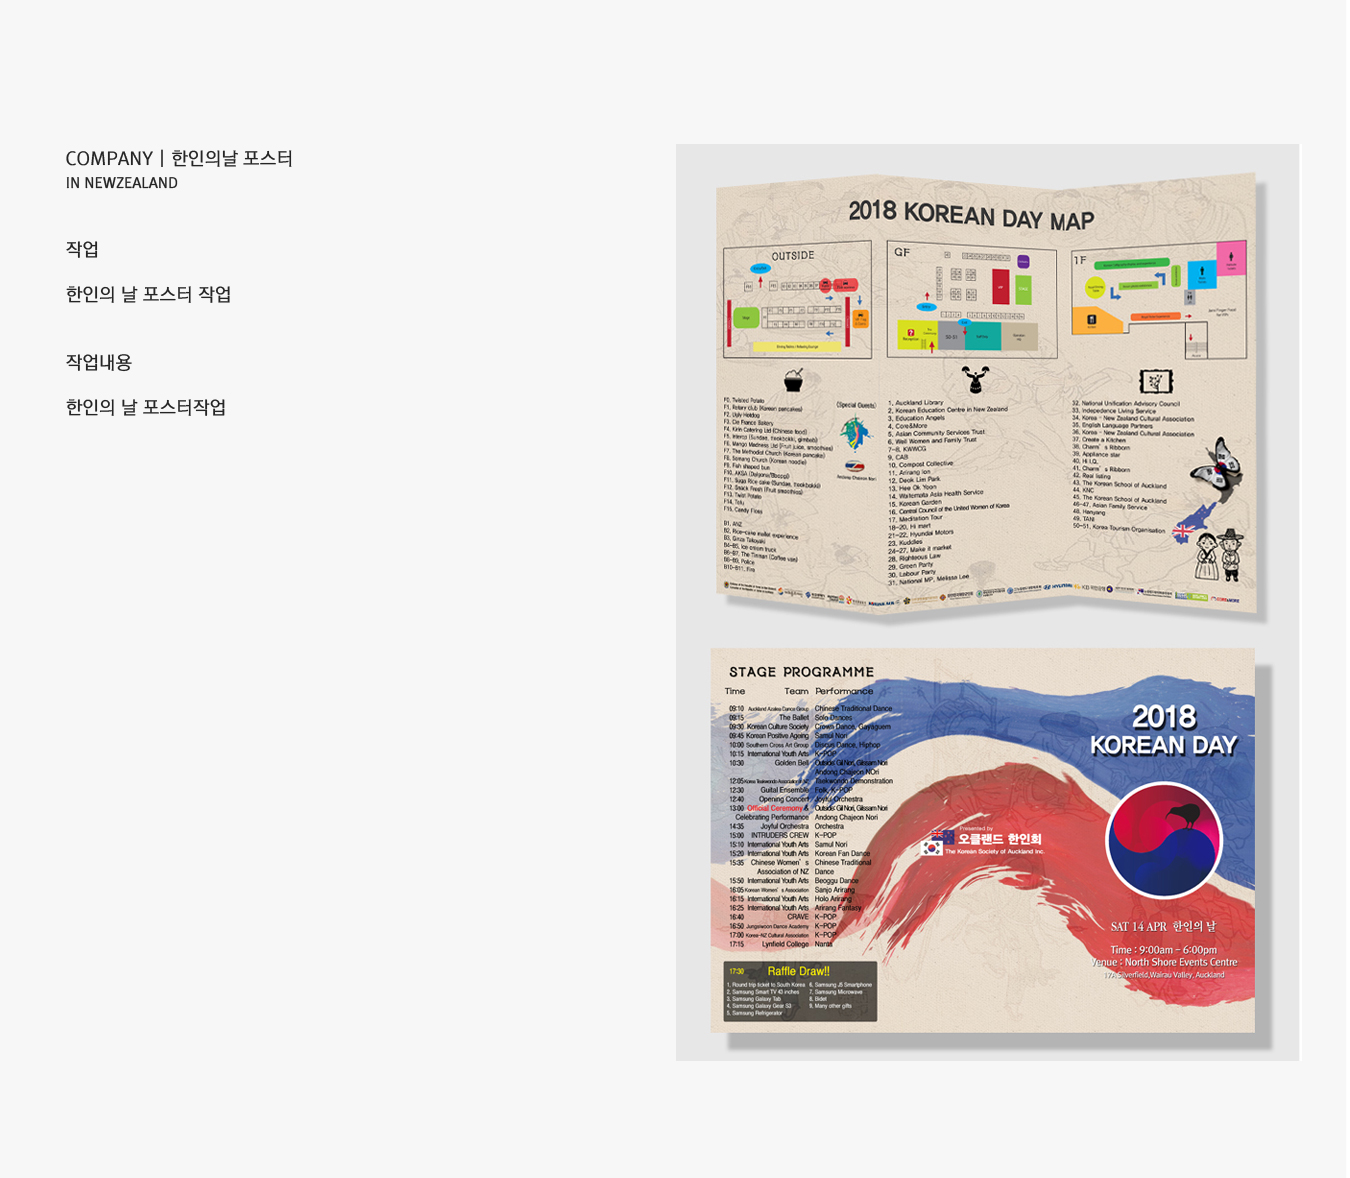 COMPANY | 한인의날 포스터
IN NEWZEALAND
작업
한인의 날 포스터 작업
작업내용
한인의 날 포스터작업
2018 KOREAN DAY MAP
OUTSIDE
GF
1F
F0, Twisted Potato
F1, Rotary club (Korean pancakes)
F2, Ugly Hotdog
F3, De France Bakery
F4, Kirin Catering Ltd (Chinese food)
F5, (Sundae, tteokbokki, gimbab)
F6, Mango Madness Ltd (Fruit juice, smoothies)
F7, The Methodist Church (Korean pancake)
F8, Somang Church (Korean noodle)
F9, Fish shaped bun
F10, AKSA (Dalgona/Bbopgi)
F11, Suga Rice cake (Sundae, tteokbokki)
F12, Snack Fresh (Fruit smoothies)
F13, Twist Potato
F14,
F15, Candy Floss
B1, ANZ
B2, Rice-cake mallet experience
B3, Ginza Takoyaki
B4-B5, Ice cream truck
B6-B7, The Tinman (Coffee van)
B8-B9, Police
B10-B11, Fire
(Special Guests)
Andong Chajeon Nori
1, Auckland Library
2, Korean Education Centre in New Zealand
3, Education Angels
4, Core&More
5, Asian Community Services Trust
6, Well Women and Family Trust
7-8, KWWCG
9, CAB
10, Compost Collective
11, Arirang Ion
12, Deok Lim Park
13, Hee Ok Yoon
14, Waitemata Asia Health Service
15, Korean Garden
16, Central Council of the United Women of Korea
17, Meditation Tour
18-20, Hi mart
21-22, Hyundai Motors
23, Kuddles
24-27, Make it market
28, Righteous Law
29, Green Party
30, Labour Party
31, National MP, Melissa Lee
32, National Unification Advisory Council
33, Indepedence Living Service
34, Korea - New Zealand Cultural Association
35, English Language Partners
36, Korea - New Zealand Cultural Association
37, Create a Kitchen
38, Charm's Ribborn
39, Appliance star
40, Hi I.Q.
41, Charm's Ribborn
42, Real listing
43, The Korean School of Auckland
44, KNC
45, The Korean School of Auckland
46-47, Asian Family Service
48, Hanyang
49, TANI
50-51, Korea Tourism Organisation
STAGE PROGRAMME
Time Team Performance
09:10 Auckland Azalea Dance Group Chinese Traditional Dance
09:15 The Ballet Solo Dances
09:30 Korean Culture Society Crown Dance, Gayaguem
09:45 Korean Positive Ageing Samul Nori
10:00 Southern Cross Art Group Discus Dance, Hiphop
10:15 International Youth Arts K-POP
10:30 Golden Bell Outside: Gil Nori, Gilssam Nori
Andong Chajeon NOri
12:05 Korea Taekwondo Association of NZ Taekwondo Demonstration
12:30 Guital Ensemble Folk, K-POP
12:40 Opening Concert Joyful Orchestra
13:00 Official Ceremony & Outside: Gil Nori, Gilssam Nori
Celebrating Performance Andong Chajeon Nori
14:35 Joyful Orchestra Orchestra
15:00 INTRUDERS CREW K-POP
15:10 International Youth Arts Samul Nori
15:20 International Youth Arts Korean Fan Dance
15:35 Chinese Women's Chinese Traditional
Association of NZ Dance
15:50 International Youth Arts Beoggu Dance
16:05 Korean Women's Association Sanjo Arirang
16:15 International Youth Arts Holo Arirang
16:25 International Youth Arts Arirang Fantasy
16:40 CRAVE K-POP
16:50 Jungsiwoon Dance Academy K-POP
17:00 Korea-NZ Cultural Association K-POP
17:15 Lynfield College Naras
17:30 Raffle Draw!!
1, Round trip ticket to South Korea 6, Samsung J5 Smartphone
2, Samsung Smart TV 43 inches 7, Samsung Microwave
3, Samsung Galaxy Tab 8, Bidet
4, Samsung Galaxy Gear S3 9, Many other gifts
5, Samsung Refrigerator
Presented by
오클랜드 한인회
The Korean Society of Auckland Inc.
2018
KOREAN DAY
SAT 14 APR 한인의 날
Time : 9:00am - 6:00pm
Venue : North Shore Events Centre
17A Silverfield, Wairau Valley, Auckland